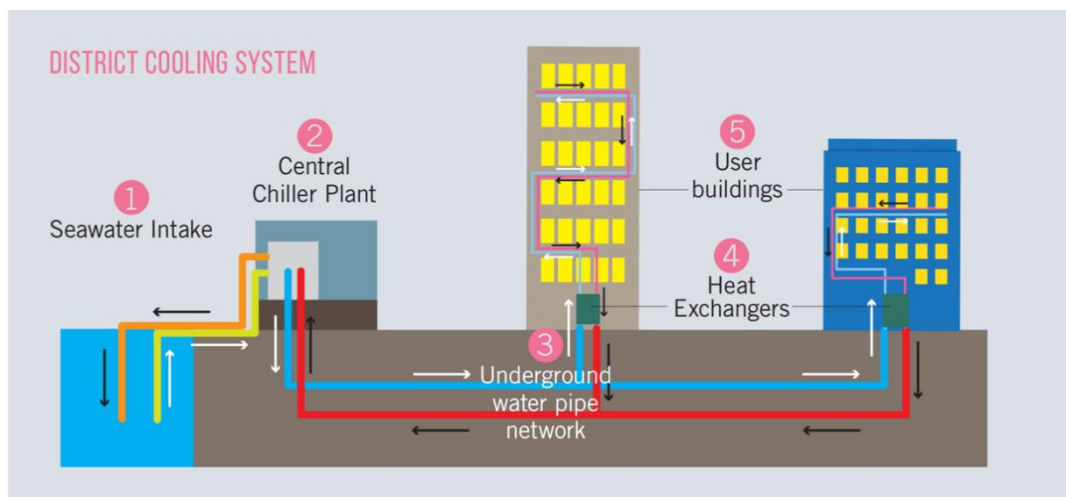 DISTRICT COOLING SYSTEM
1
Seawater Intake
2
Central
Chiller Plant
3
Underground
water pipe
network
4
Heat
Exchangers
5
User
buildings